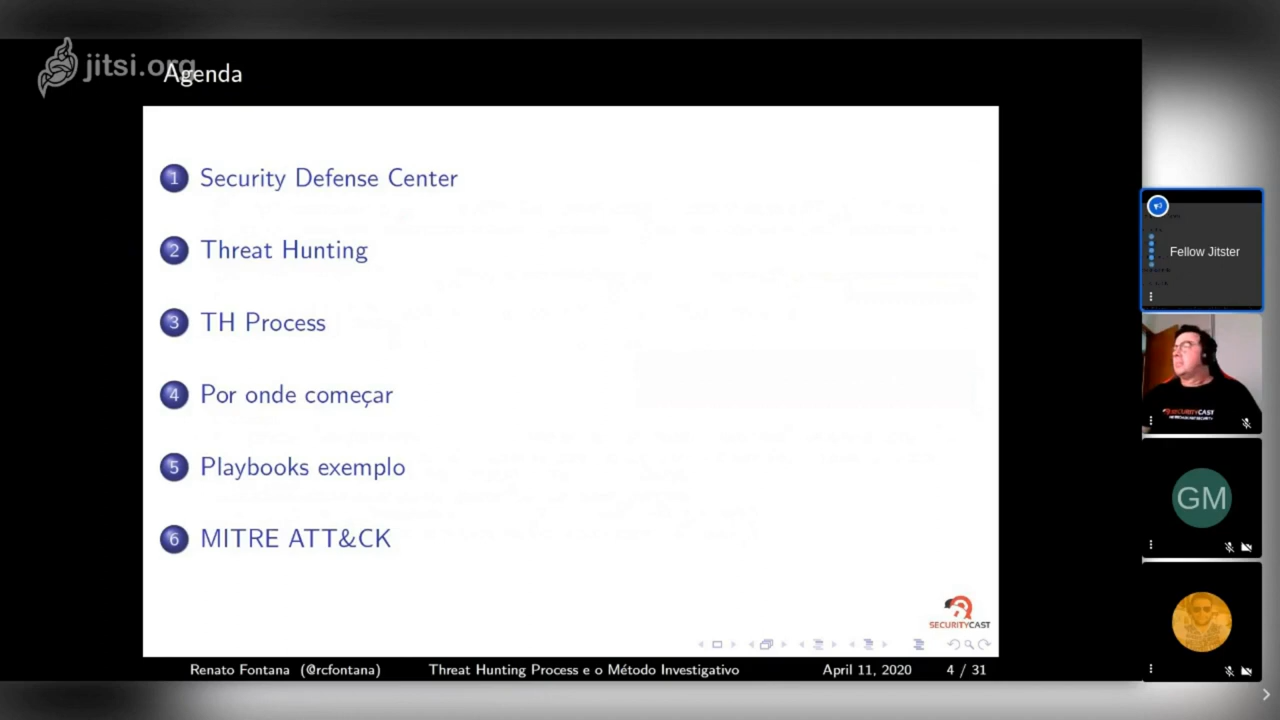 jitsi.org
Agenda
1 Security Defense Center
2 Threat Hunting
3 TH Process
4 Por onde começar
5 Playbooks exemplo
6 MITRE ATT&CK
SECURITYCAST
Renato Fontana (@rcfontana) Threat Hunting Process e o Método Investigativo April 11, 2020 4 / 31
Fellow Jitster
SECURITYCAST
GM